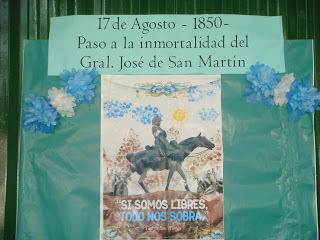 17 de Agosto - 1850-
Paso a la inmortalidad del
Gral. José de San Martín
"SI SOMOS LIBRES,
TODO NOS SOBRA."